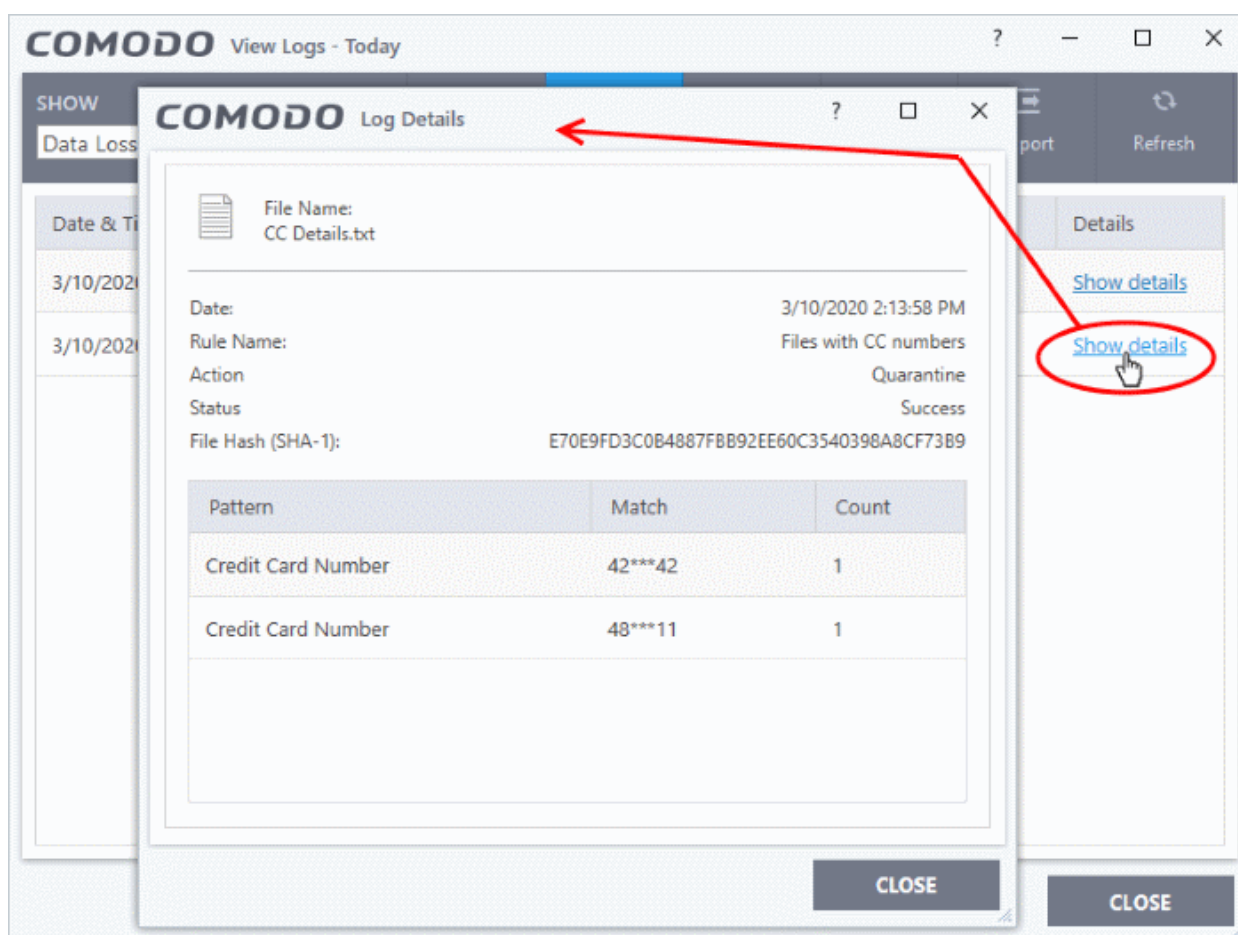 COMODO View Logs - Today ?
SHOW
Data Loss
port
Refresh
COMODO Log Details ?
File Name:
CC Details.txt
Date: 3/10/2020 2:13:58 PM
Rule Name: Files with CC numbers
Action Quarantine
Status Success
File Hash (SHA-1): E70E9FD3C0B4887FBB92EE60C3540398A8CF73B9
Pattern Match Count
Credit Card Number 42***42 1
Credit Card Number 48***11 1
CLOSE
Date & Ti Details
3/10/202 Show details
3/10/202 Show details
CLOSE